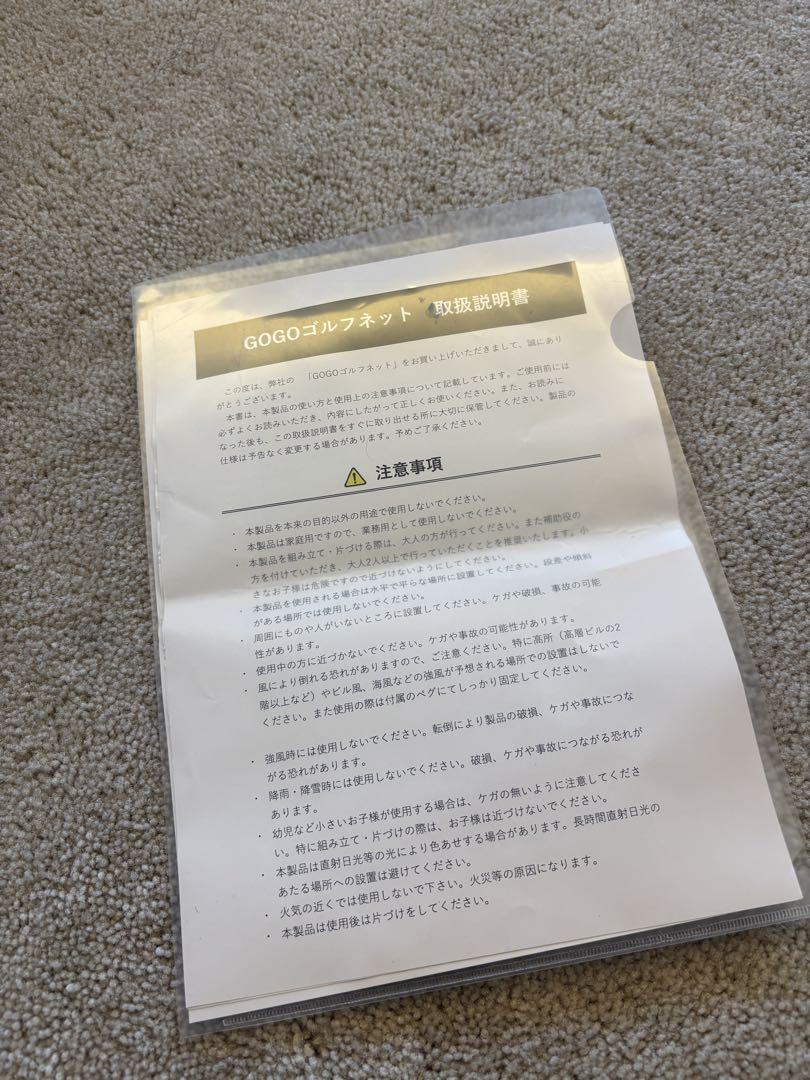 GOGOゴルフネット 取扱説明書
この度は、弊社の 「GOGOゴルフネット」をお買い上げいただきまして、誠にあり
がとうございます。
本書は、本製品の使い方と使用上の注意事項について記載しています。ご使用前には
必ずよくお読みいただき、内容にしたがって正しくお使いください。また、お読みに
なった後も、この取扱説明書をすぐに取り出せる所に大切に保管してください。製品の
仕様は予告なく変更する場合があります。予めご了承ください。
注意事項
・ 本製品を本来の目的以外の用途で使用しないでください。
・ 本製品は家庭用ですので、業務用として使用しないでください。
・ 本製品を組み立て・片づける際は、大人の方が行ってください。また補助役の
方を付けていただき、大人2人以上で行っていただくことを推奨いたします。小
さなお子様は危険ですので近づけないようにしてください。
・ 本製品を使用される場合は水平で平らな場所に設置してください。段差や傾斜
がある場所では使用しないでください。
・ 周囲にものや人がいないところに設置してください。ケガや破損、事故の可能
性があります。
・ 使用中の方に近づかないでください。ケガや事故の可能性があります。
・ 風により倒れる恐れがありますので、ご注意ください。特に高所（高層ビルの2
階以上など）やビル風、海風などの強風が予想される場所での設置はしないで
ください。また使用の際は付属のペグにてしっかり固定してください。
・ 強風時には使用しないでください。転倒により製品の破損、ケガや事故につな
がる恐れがあります。
・ 降雨・降雪時には使用しないでください。破損、ケガや事故につながる恐れが
あります。
・ 幼児など小さいお子様が使用する場合は、ケガの無いように注意してくださ
い。特に組み立て・片づけの際は、お子様は近づけないでください。
・ 本製品は直射日光等の光により色あせする場合があります。長時間直射日光の
あたる場所への設置は避けてください。
・ 火気の近くでは使用しないで下さい。火災等の原因になります。
・ 本製品は使用後は片づけをしてください。